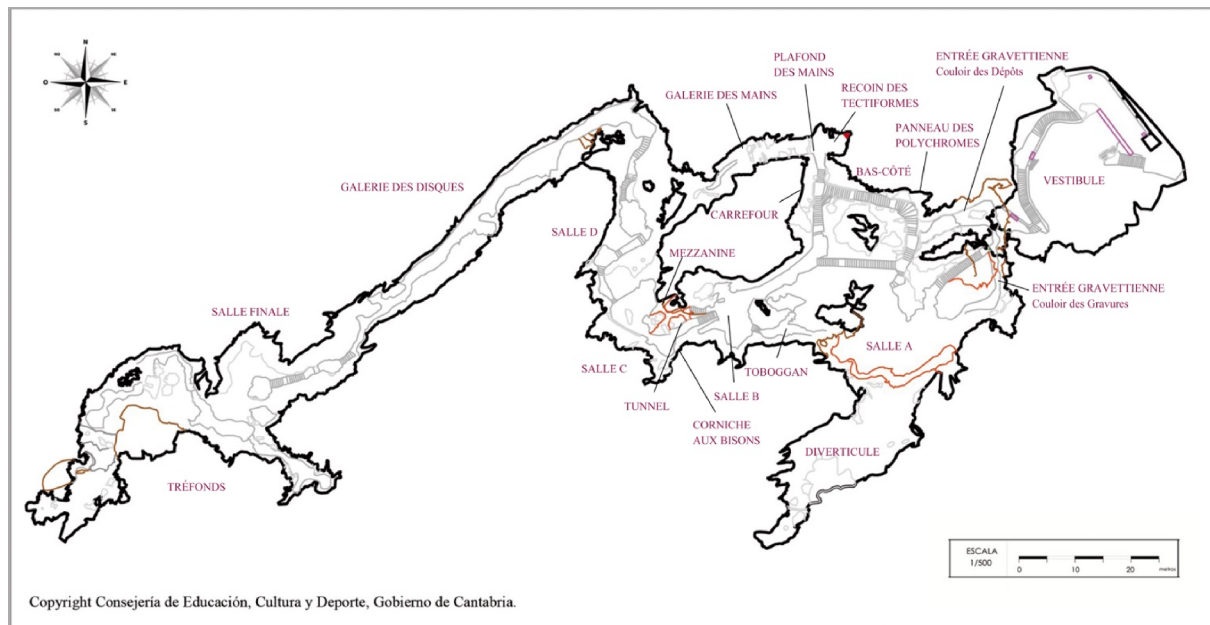 N
O
E
S
PLAFOND
DES MAINS
ENTRÉE GRAVETTIENNE
Couloir des Dépôts
GALERIE DES MAINS
RECOIN DES
TECTIFORMES
PANNEAU DES
POLYCHROMES
BAS-CÔTÉ
VESTIBULE
GALERIE DES DISQUES
CARREFOUR
SALLE D
MEZZANINE
ENTRÉE GRAVETTIENNE
Couloir des Gravures
SALLE FINALE
SALLE A
SALLE C
TOBOGGAN
TUNNEL
SALLE B
CORNICHE
AUX BISONS
DIVERTICULE
TRÉFONDS
ESCALA
1/500
0 10 20 metros
Copyright Consejería de Educación, Cultura y Deporte, Gobierno de Cantabria.